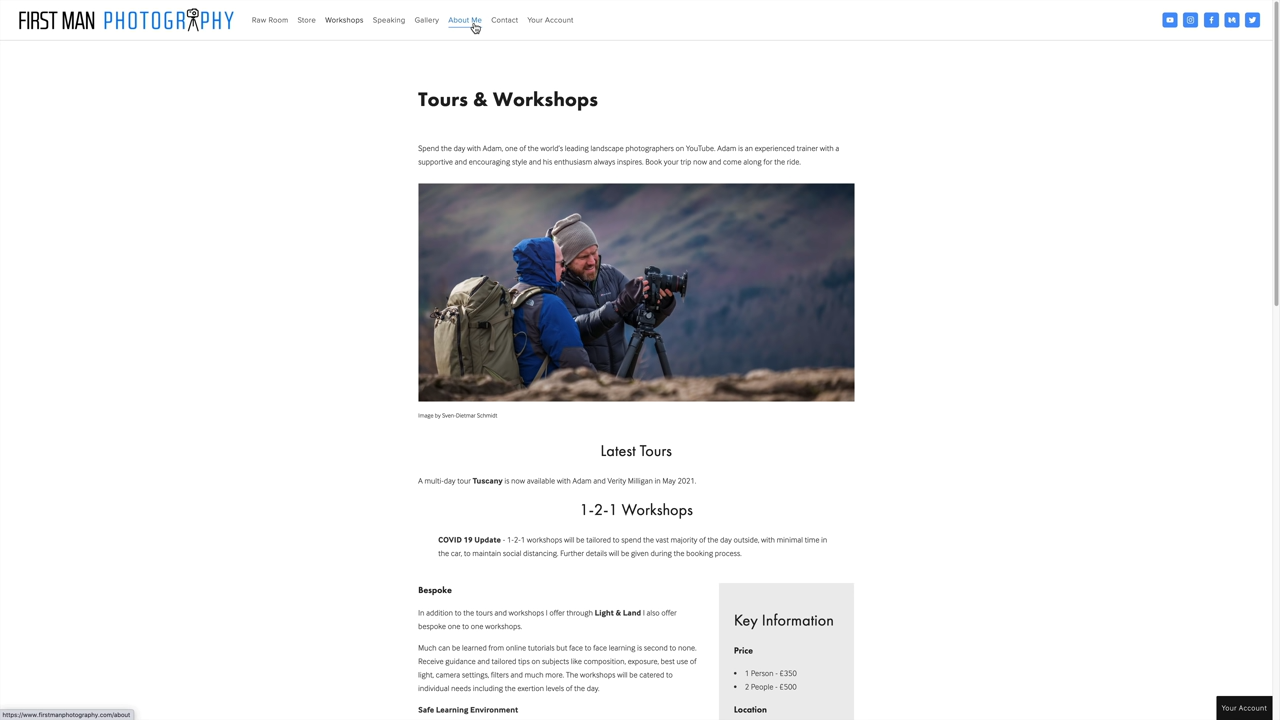 FIRST MAN PHOTOGRAPHY
Raw Room Store Workshops Speaking Gallery About Me Contact Your Account
Tours & Workshops
Spend the day with Adam, one of the world's leading landscape photographers on YouTube. Adam is an experienced trainer with a
supportive and encouraging style and his enthusiasm always inspires. Book your trip now and come along for the ride.
Image by Sven-Dietmar Schmidt
Latest Tours
A multi-day tour Tuscany is now available with Adam and Verity Milligan in May 2021.
1-2-1 Workshops
COVID 19 Update - 1-2-1 workshops will be tailored to spend the vast majority of the day outside, with minimal time in
the car, to maintain social distancing. Further details will be given during the booking process.
Bespoke
In addition to the tours and workshops I offer through Light & Land I also offer
bespoke one to one workshops.
Much can be learned from online tutorials but face to face learning is second to none.
Receive guidance and tailored tips on subjects like composition, exposure, best use of
light, camera settings, filters and much more. The workshops will be catered to
individual needs including the exertion levels of the day.
Safe Learning Environment
Key Information
Price
• 1 Person - £350
• 2 People - £500
Location
Your Account
https://www.firstmanphotography.com/about